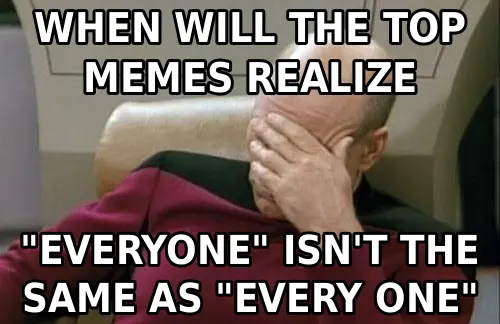 WHEN WILL THE TOP
MEMES REALIZE
"EVERYONE" ISN'T THE
SAME AS "EVERY ONE"